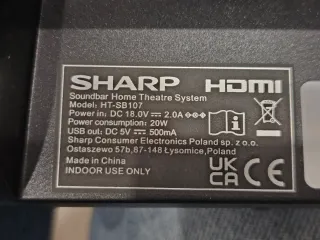 SHARP HDMI
Soundbar Home Theatre System
Model: HT-SB107
Power in: DC 18.0V ⎓ 2.0A
Power consumption: 20W
USB out: DC 5V ⎓ 500mA
Sharp Consumer Electronics Poland sp. z o.o.
Ostaszewo 57b, 87-148 Łysomice, Poland
Made in China
INDOOR USE ONLY
UK
CA CE